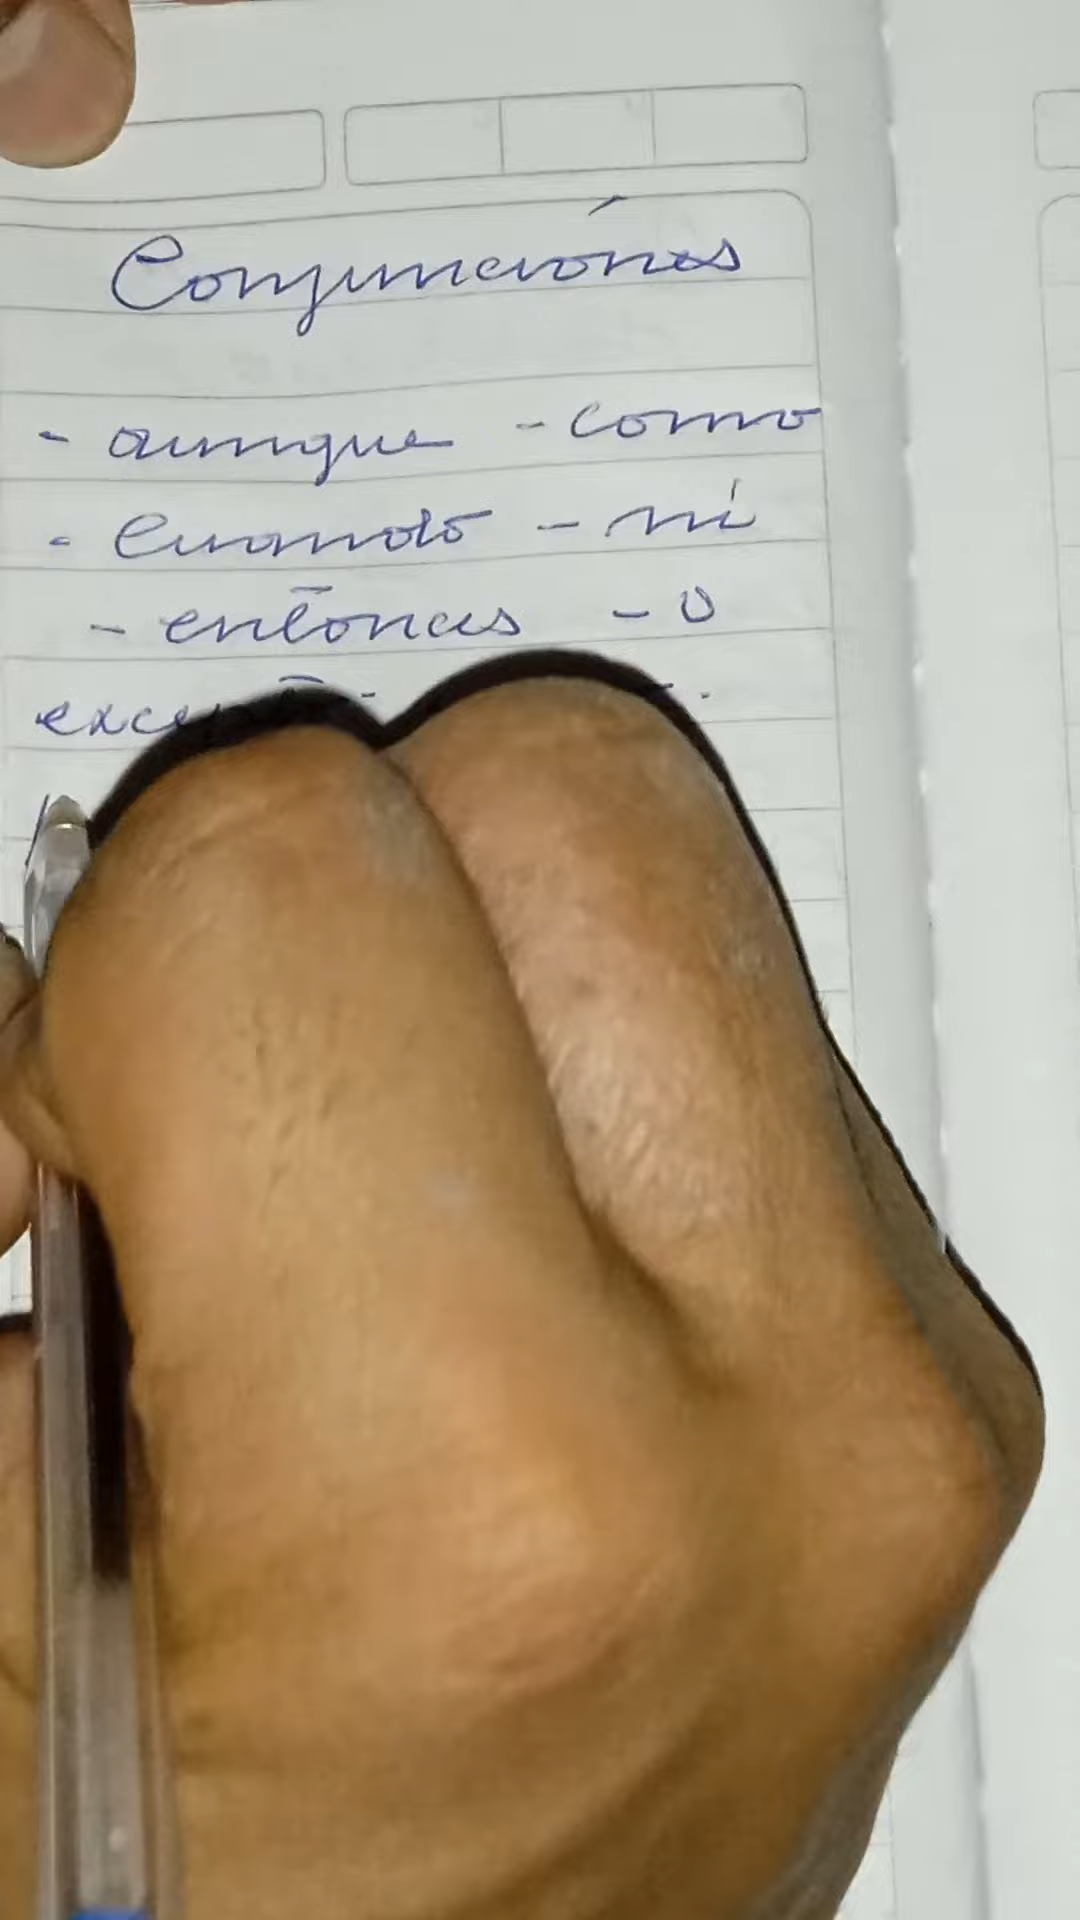 Conjunciónes
- aunque - como
- Cuando - ni
- entonces - o